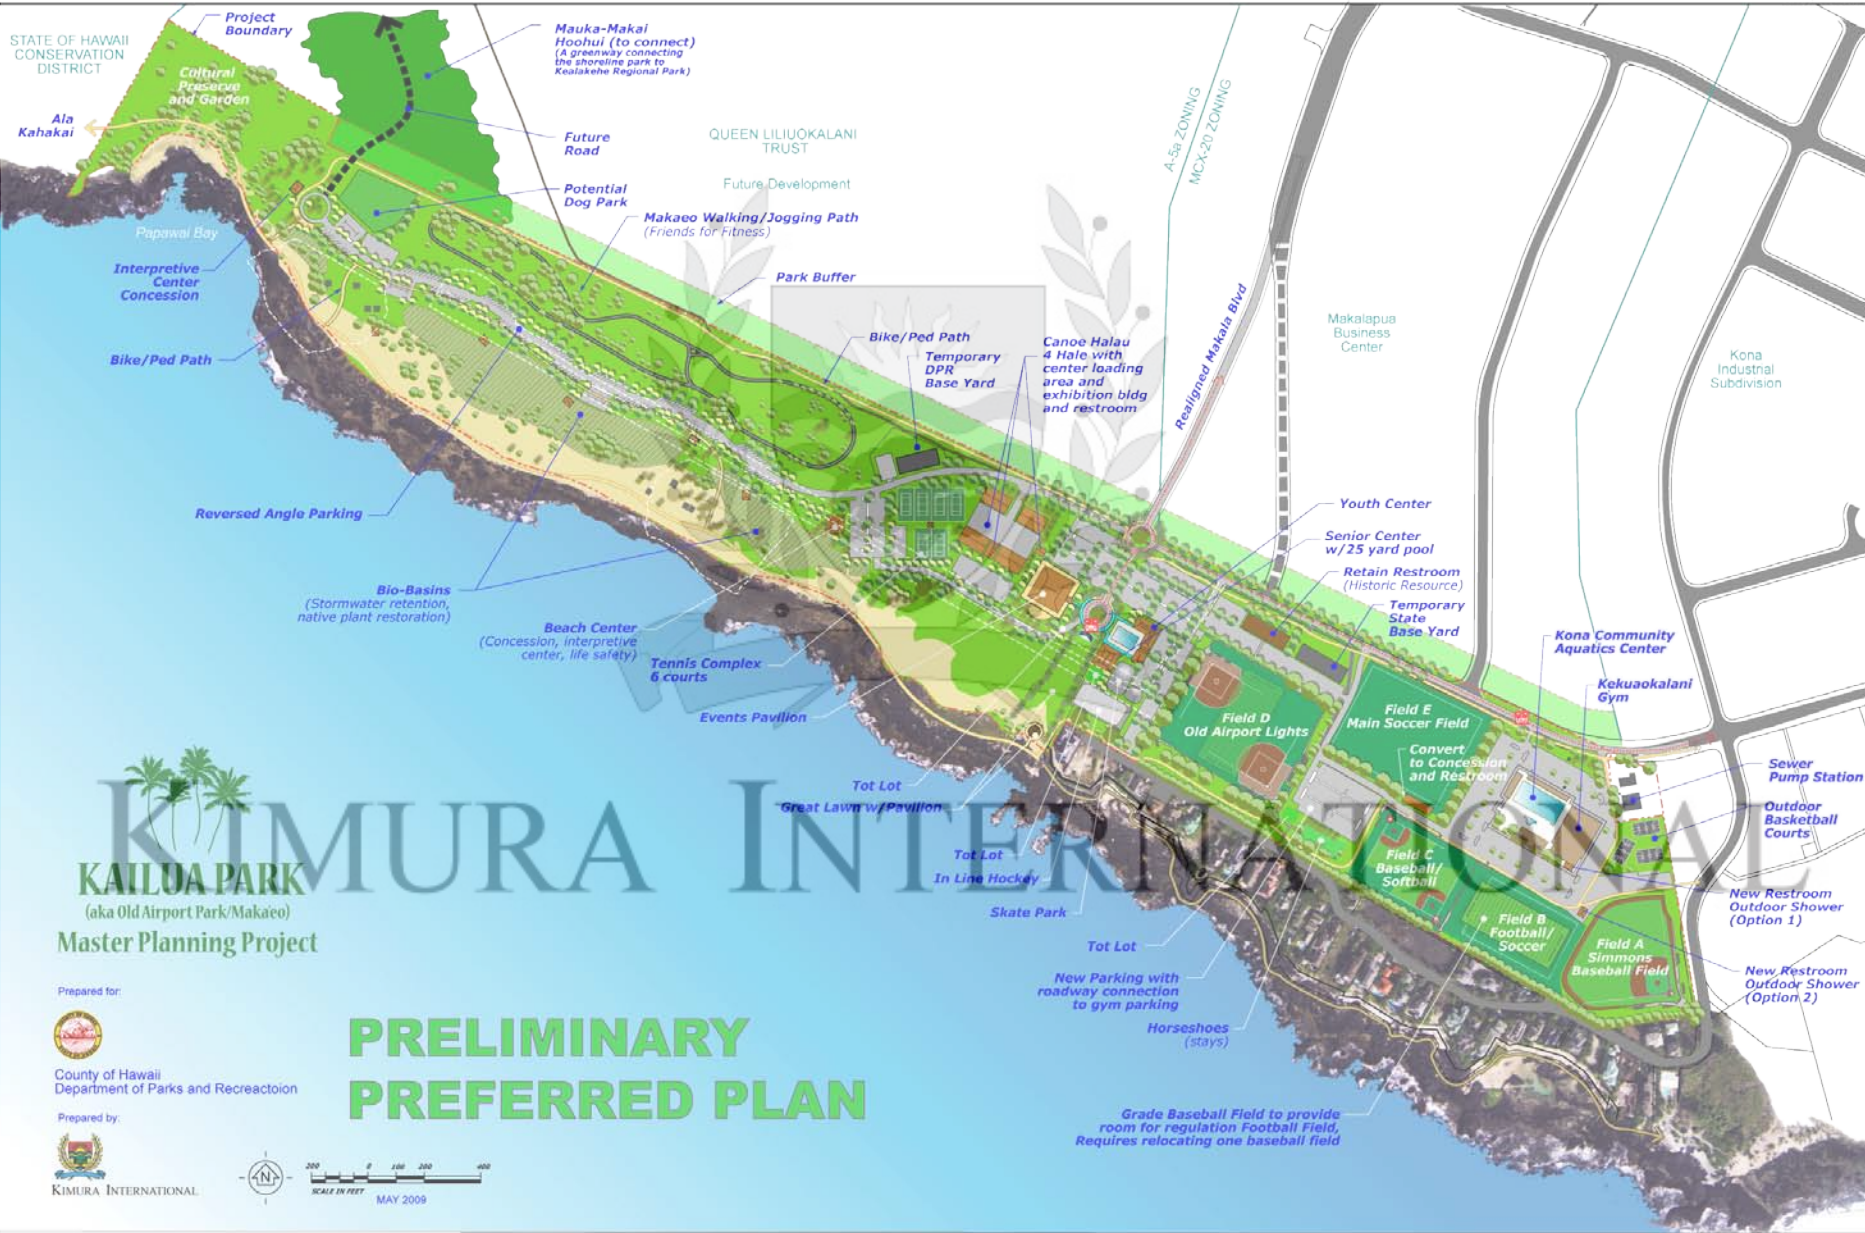 Project
Boundary
STATE OF HAWAII
CONSERVATION
DISTRICT
Cultural
Preserve
and Garden
Ala
Kahakai
Mauka-Makai
Hoohui (to connect)
(A greenway connecting
the shoreline park to
Kealakehe Regional Park)
Future
Road
Potential
Dog Park
QUEEN LILIUOKALANI
TRUST
Future Development
A-5a ZONING
MCX-20 ZONING
Makaeo Walking/Jogging Path
(Friends for Fitness)
Park Buffer
Papawai Bay
Interpretive
Center
Concession
Bike/Ped Path
Bike/Ped Path
Temporary
DPR
Base Yard
Canoe Halau
4 Hale with
center loading
area and
exhibition bldg
and restroom
Realigned Makala Blvd
Makalapua
Business
Center
Kona
Industrial
Subdivision
Reversed Angle Parking
Bio-Basins
(Stormwater retention,
native plant restoration)
Beach Center
(Concession, interpretive
center, life safety)
Tennis Complex
6 courts
Events Pavilion
Youth Center
Senior Center
w/25 yard pool
Retain Restroom
(Historic Resource)
Temporary
State
Base Yard
Kona Community
Aquatics Center
Kekuaokalani
Gym
Field D
Old Airport Lights
Field E
Main Soccer Field
Convert
to Concession
and Restroom
Sewer
Pump Station
Outdoor
Basketball
Courts
Tot Lot
Great Lawn w/Pavilion
KIMURA INTERNATIONAL
Tot Lot
In Line Hockey
Skate Park
Tot Lot
New Parking with
roadway connection
to gym parking
Horseshoes
(stays)
Field C
Baseball/
Softball
Field B
Football/
Soccer
Field A
Simmons
Baseball Field
New Restroom
Outdoor Shower
(Option 1)
New Restroom
Outdoor Shower
(Option 2)
Grade Baseball Field to provide
room for regulation Football Field,
Requires relocating one baseball field
KAILUA PARK
(aka Old Airport Park/Maka'eo)
Master Planning Project
Prepared for:
County of Hawaii
Department of Parks and Recreactoion
Prepared by:
KIMURA INTERNATIONAL
PRELIMINARY
PREFERRED PLAN
N
200 0 100 200 400
SCALE IN FEET
MAY 2009